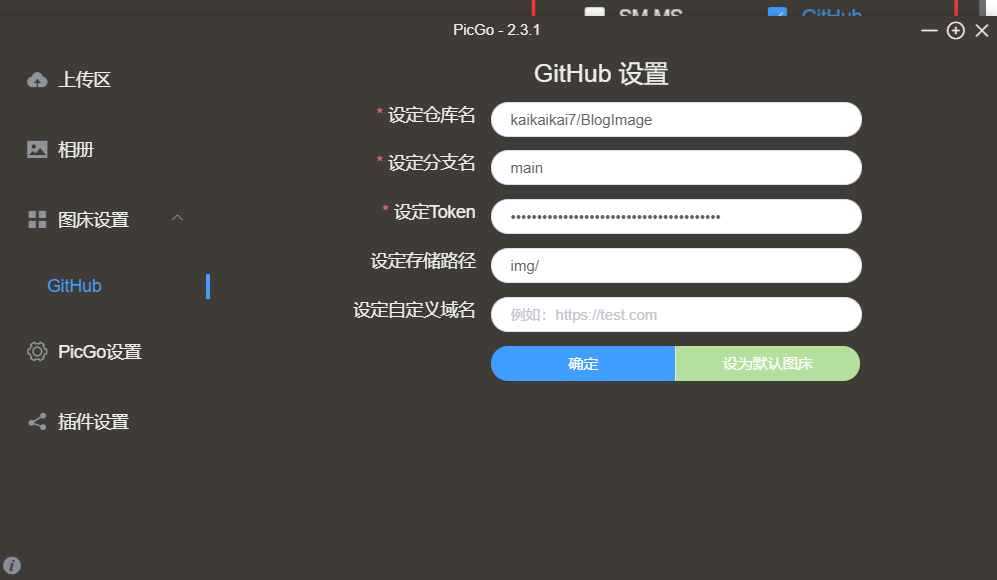 SM.MS GitHub
PicGo - 2.3.1
GitHub 设置
上传区
相册
图床设置
GitHub
PicGo设置
插件设置
* 设定仓库名 kaikaikai7/BlogImage
* 设定分支名 main
* 设定Token ••••••••••••••••••••••••••••••••••••••••
设定存储路径 img/
设定自定义域名 例如：https://test.com
确定 设为默认图床